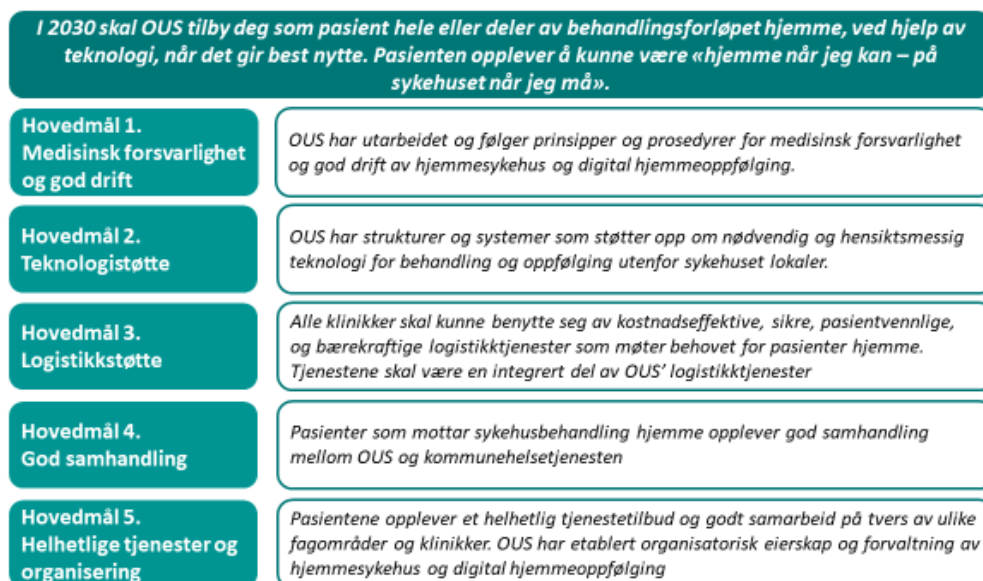 I 2030 skal OUS tilby deg som pasient hele eller deler av behandlingsforløpet hjemme, ved hjelp av
teknologi, når det gir best nytte. Pasienten opplever å kunne være «hjemme når jeg kan – på
sykehuset når jeg må».
Hovedmål 1.
Medisinsk forsvarlighet
og god drift
OUS har utarbeidet og følger prinsipper og prosedyrer for medisinsk forsvarlighet
og god drift av hjemmesykehus og digital hjemmeoppfølging.
Hovedmål 2.
Teknologistøtte
OUS har strukturer og systemer som støtter opp om nødvendig og hensiktsmessig
teknologi for behandling og oppfølging utenfor sykehuset lokaler.
Hovedmål 3.
Logistikkstøtte
Alle klinikker skal kunne benytte seg av kostnadseffektive, sikre, pasientvennlige,
og bærekraftige logistikktjenester som møter behovet for pasienter hjemme.
Tjenestene skal være en integrert del av OUS’ logistikktjenester
Hovedmål 4.
God samhandling
Pasienter som mottar sykehusbehandling hjemme opplever god samhandling
mellom OUS og kommunehelsetjenesten
Hovedmål 5.
Helhetlige tjenester og
organisering
Pasientene opplever et helhetlig tjenestetilbud og godt samarbeid på tvers av ulike
fagområder og klinikker. OUS har etablert organisatorisk eierskap og forvaltning av
hjemmesykehus og digital hjemmeoppfølging